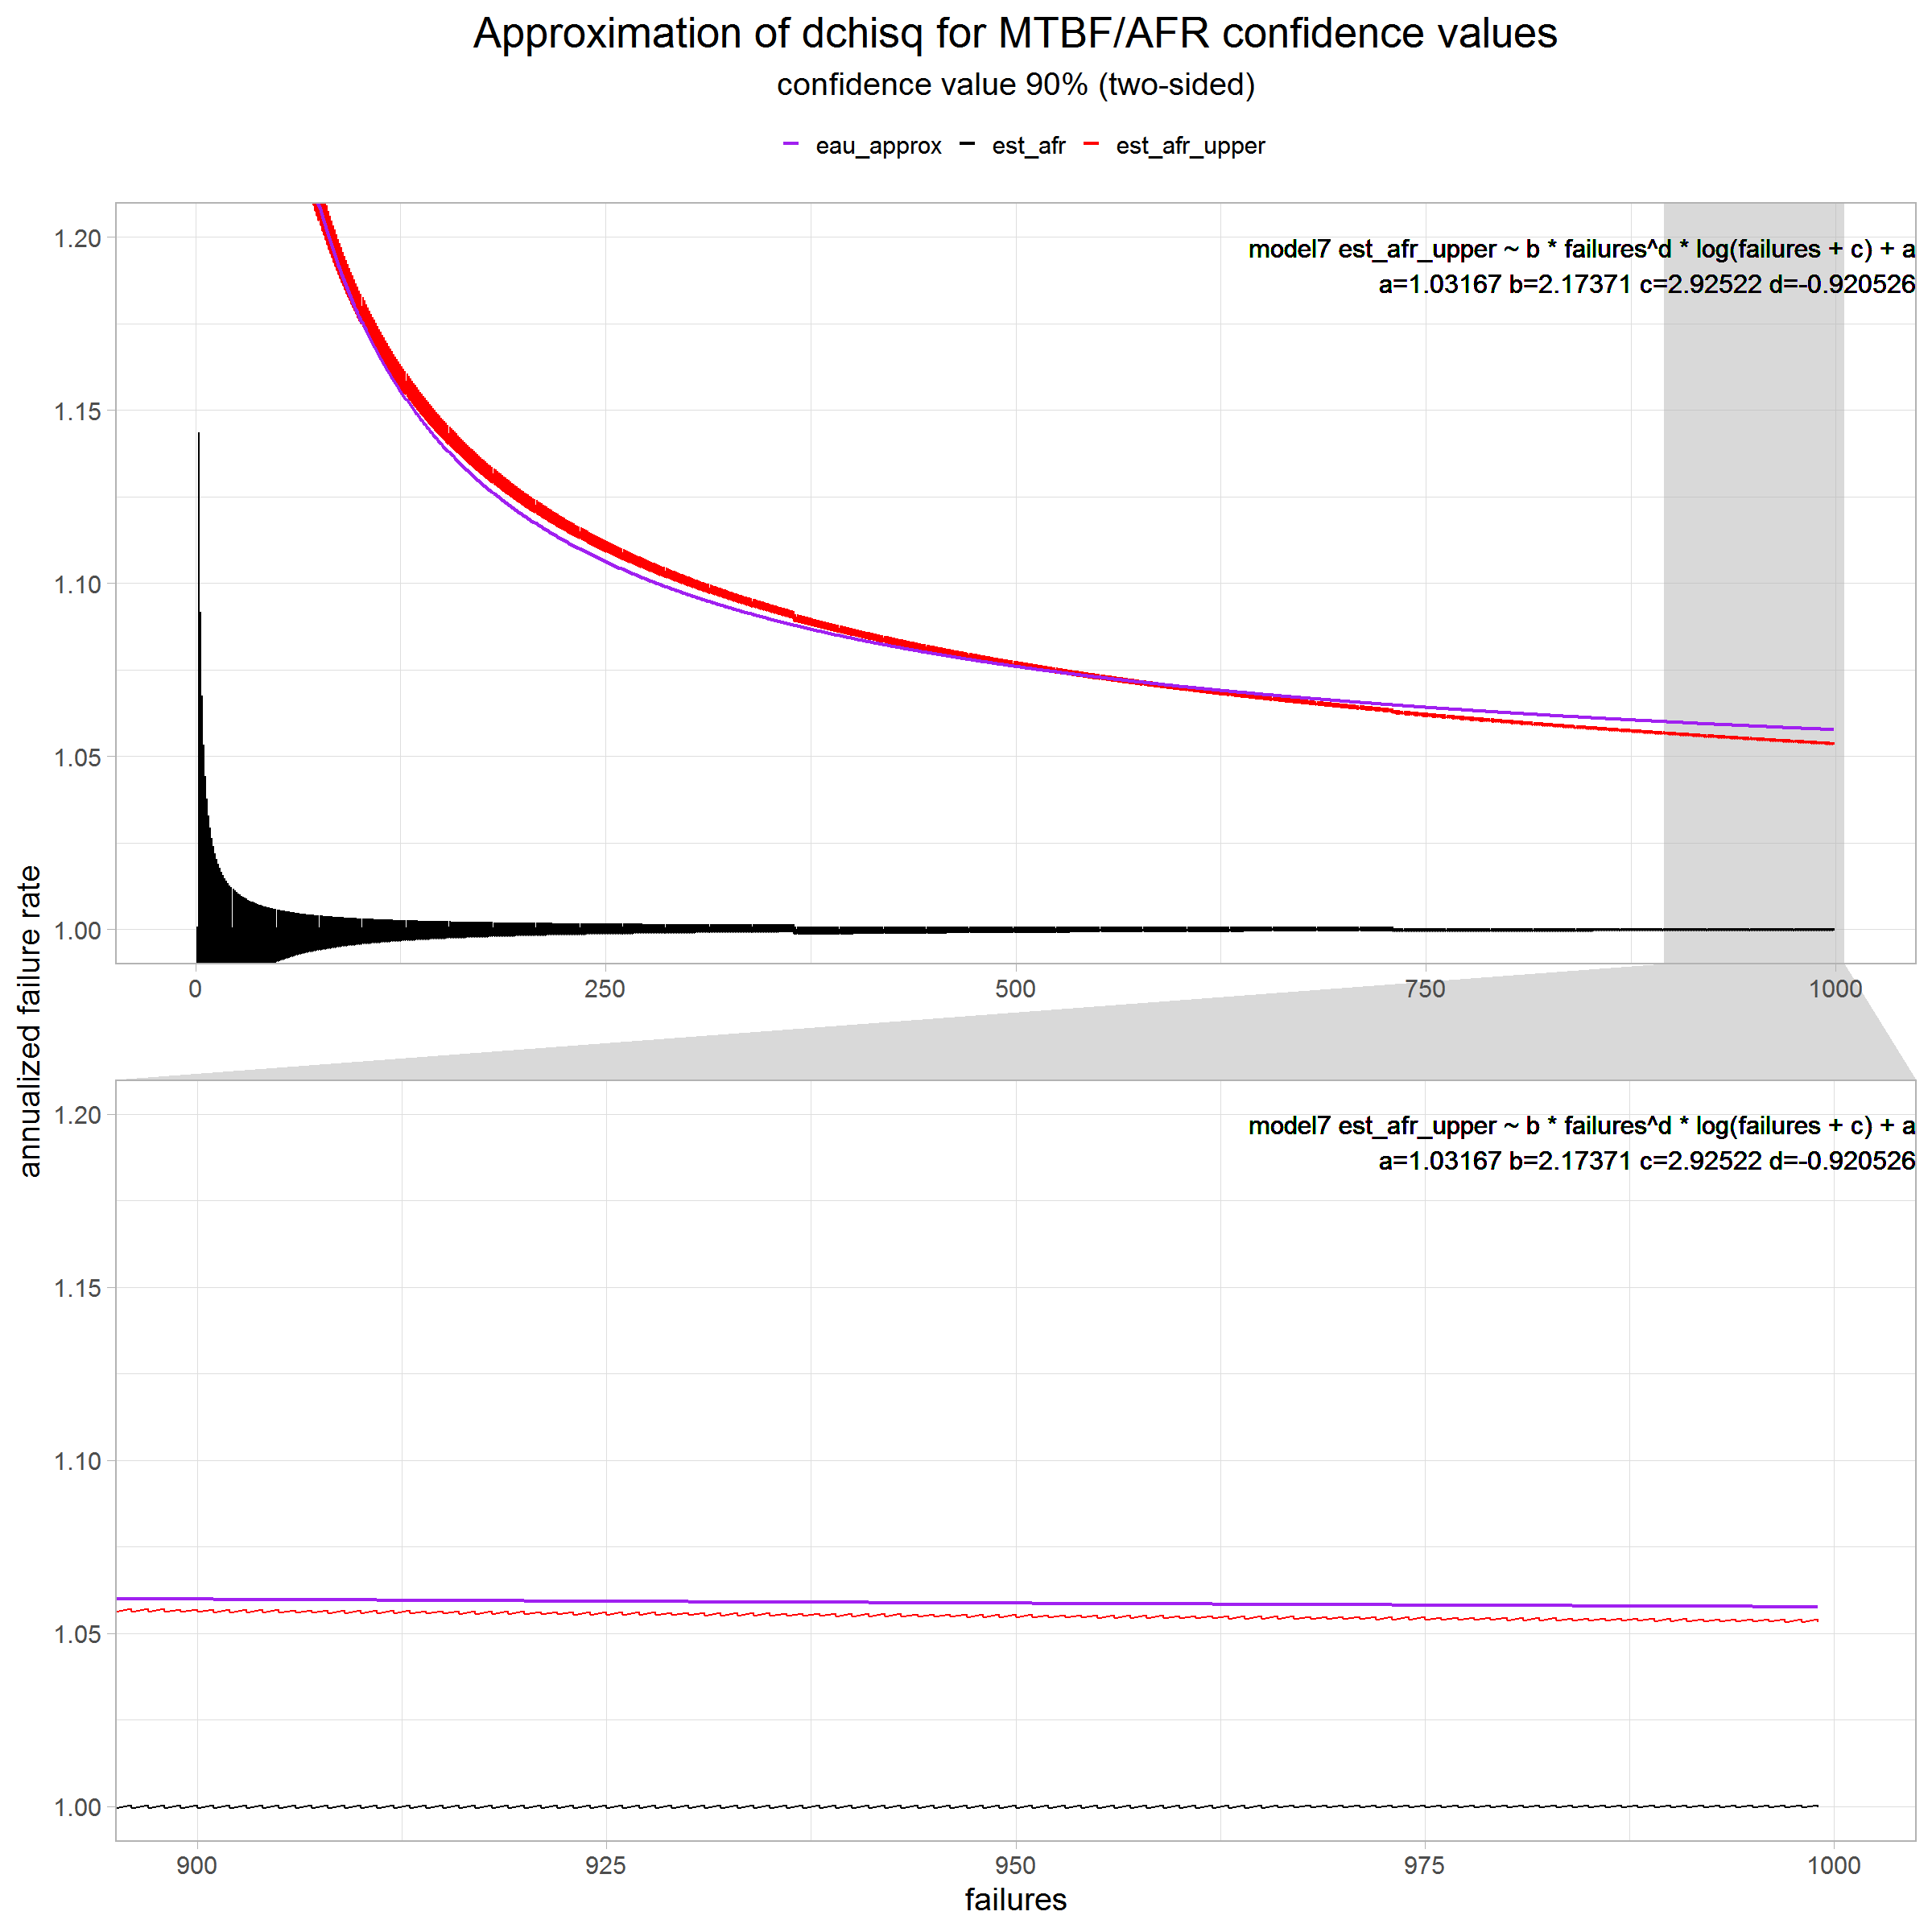 Approximation of dchisq for MTBF/AFR confidence values
confidence value 90% (two-sided)
eau_approx est_afr est_afr_upper
model7 est_afr_upper ~ b * failures^d * log(failures + c) + a
a=1.03167 b=2.17371 c=2.92522 d=-0.920526
1.20
1.15
1.10
1.05
1.00
0 250 500 750 1000
annualized failure rate
model7 est_afr_upper ~ b * failures^d * log(failures + c) + a
a=1.03167 b=2.17371 c=2.92522 d=-0.920526
1.20
1.15
1.10
1.05
1.00
900 925 950 975 1000
failures